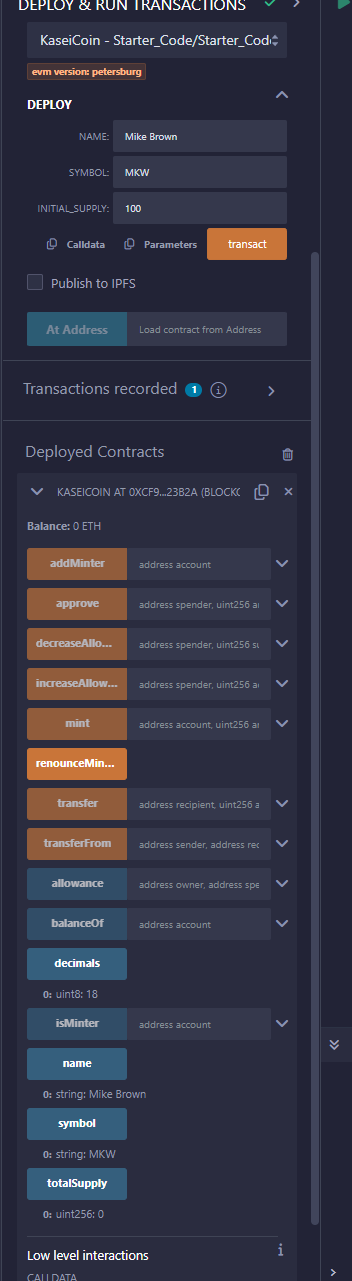 DEPLOY & RUN TRANSACTIONS
KaseiCoin - Starter_Code/Starter_Cod
evm version: petersburg
DEPLOY
NAME: Mike Brown
SYMBOL: MKW
INITIAL_SUPPLY: 100
Calldata Parameters transact
Publish to IPFS
At Address Load contract from Address
Transactions recorded 1
Deployed Contracts
KASEICOIN AT 0XCF9...23B2A (BLOCKC
Balance: 0 ETH
addMinter address account
approve address spender, uint256 a
decreaseAllo... address spender, uint256 su
increaseAllow... address spender, uint256 a
mint address account, uint256 a
renounceMin...
transfer address recipient, uint256 a
transferFrom address sender, address rec
allowance address owner, address spe
balanceOf address account
decimals
0: uint8: 18
isMinter address account
name
0: string: Mike Brown
symbol
0: string: MKW
totalSupply
0: uint256: 0
Low level interactions
CALLDATA